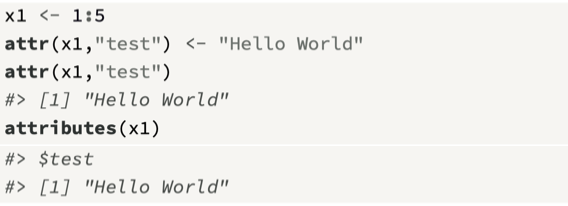 x1 <- 1:5
attr(x1,"test") <- "Hello World"
attr(x1,"test")
#> [1] "Hello World"
attributes(x1)
#> $test
#> [1] "Hello World"